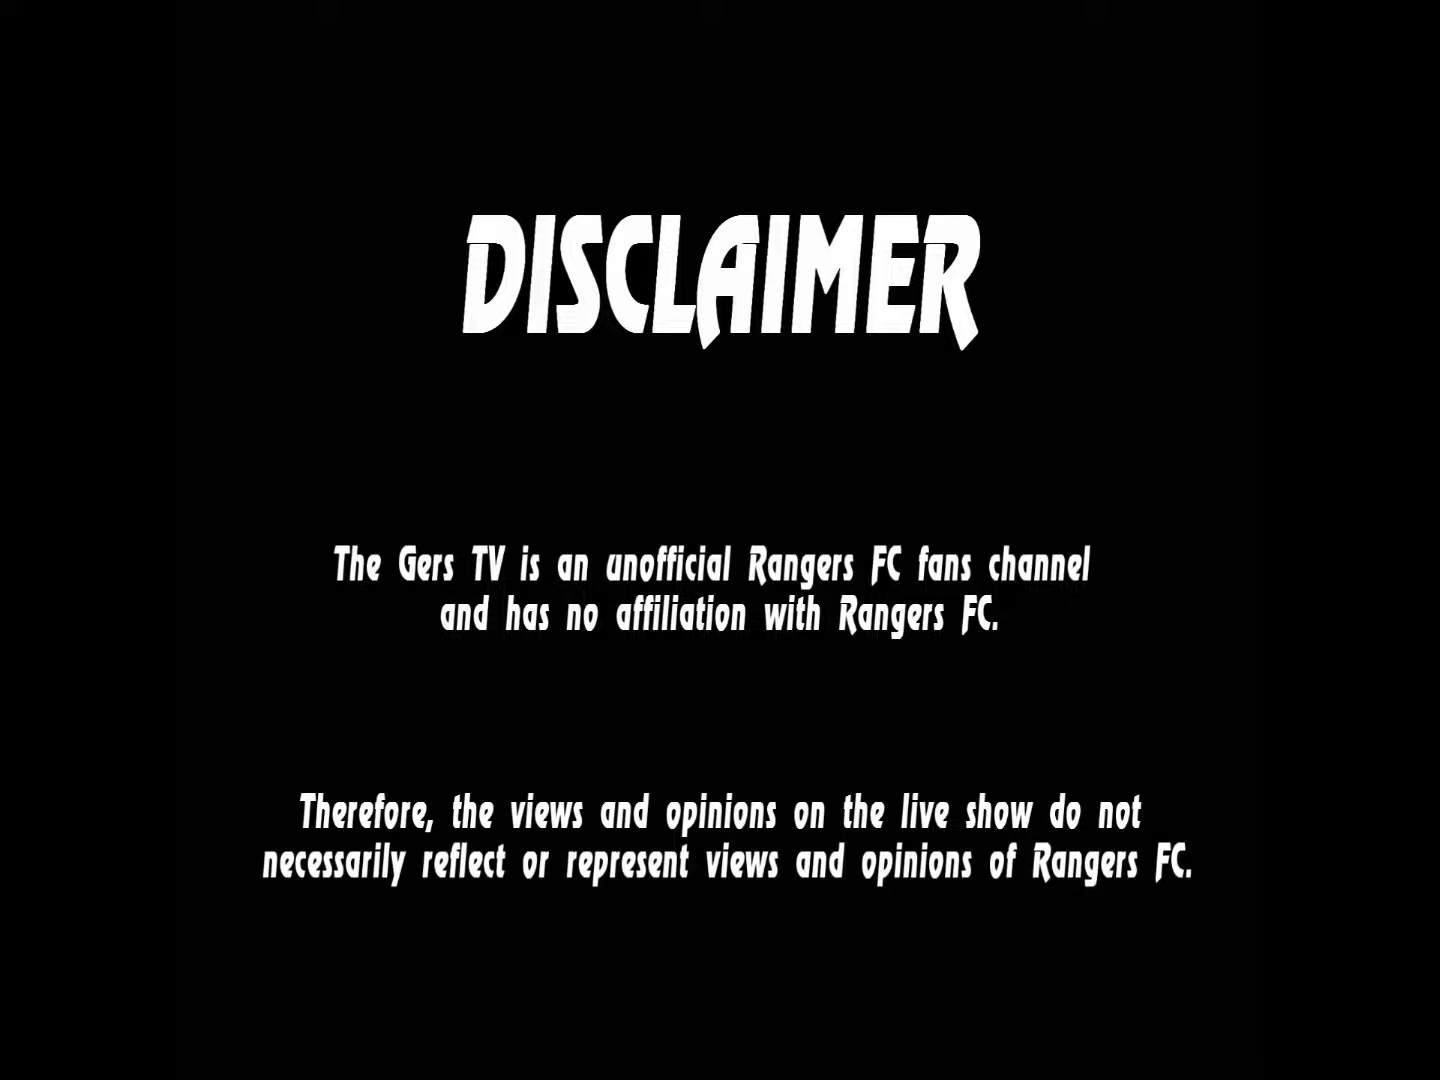 DISCLAIMER
The Gers TV is an unofficial Rangers FC fans channel
and has no affiliation with Rangers FC.
Therefore, the views and opinions on the live show do not
necessarily reflect or represent views and opinions of Rangers FC.